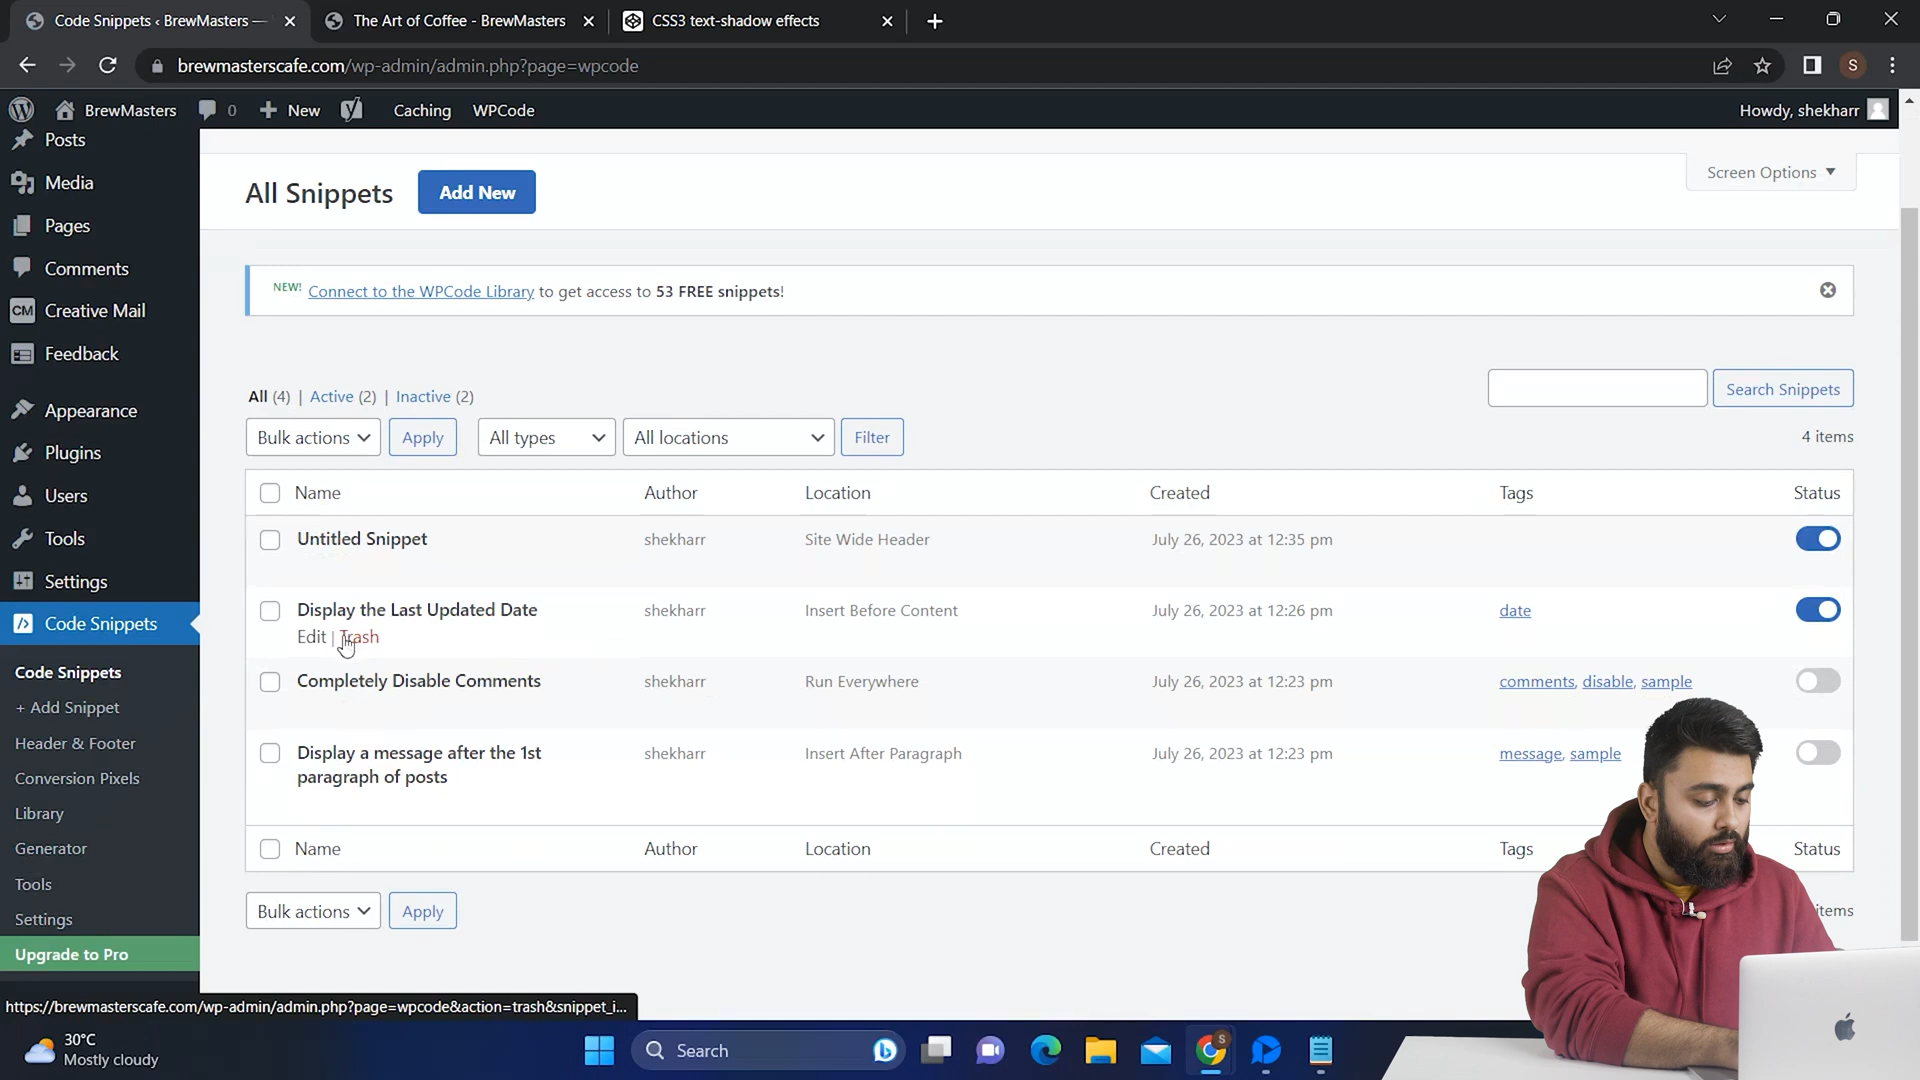 Code Snippets ‹ BrewMasters —
The Art of Coffee - BrewMasters
CSS3 text-shadow effects
brewmasterscafe.com/wp-admin/admin.php?page=wpcode
S
BrewMasters
0
New
Caching
WPCode
Howdy, shekharr
Posts
Media
Pages
Comments
CM Creative Mail
Feedback
Appearance
Plugins
Users
Tools
Settings
Code Snippets
Code Snippets
+ Add Snippet
Header & Footer
Conversion Pixels
Library
Generator
Tools
Settings
Upgrade to Pro
All Snippets
Add New
Screen Options
NEW! Connect to the WPCode Library to get access to 53 FREE snippets!
All (4) | Active (2) | Inactive (2)
Search Snippets
Bulk actions
Apply
All types
All locations
Filter
4 items
Name Author Location Created Tags Status
Untitled Snippet shekharr Site Wide Header July 26, 2023 at 12:35 pm
Display the Last Updated Date shekharr Insert Before Content July 26, 2023 at 12:26 pm date
Edit | Trash
Completely Disable Comments shekharr Run Everywhere July 26, 2023 at 12:23 pm comments, disable, sample
Display a message after the 1st shekharr Insert After Paragraph July 26, 2023 at 12:23 pm message, sample
paragraph of posts
Name Author Location Created Tags Status
Bulk actions
Apply
items
https://brewmasterscafe.com/wp-admin/admin.php?page=wpcode&action=trash&snippet_i...
30°C
Mostly cloudy
Search
S